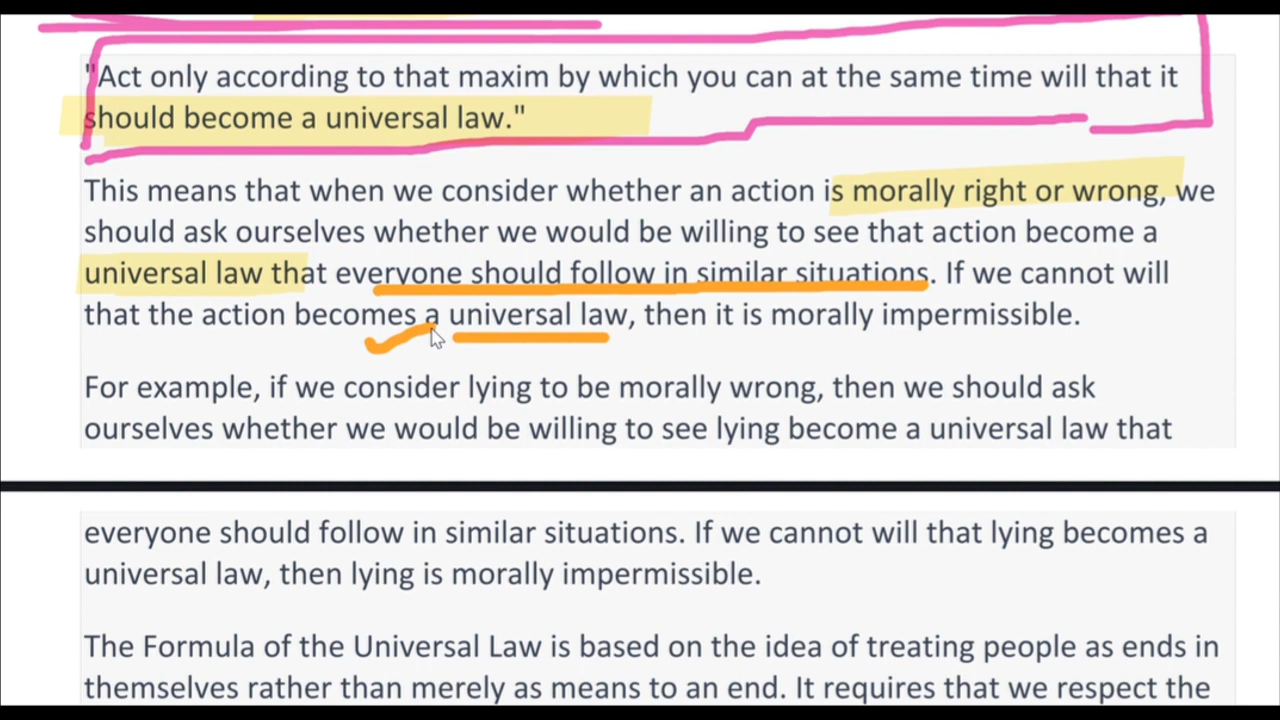 "Act only according to that maxim by which you can at the same time will that it
should become a universal law."
This means that when we consider whether an action is morally right or wrong, we
should ask ourselves whether we would be willing to see that action become a
universal law that everyone should follow in similar situations. If we cannot will
that the action becomes a universal law, then it is morally impermissible.
For example, if we consider lying to be morally wrong, then we should ask
ourselves whether we would be willing to see lying become a universal law that
everyone should follow in similar situations. If we cannot will that lying becomes a
universal law, then lying is morally impermissible.
The Formula of the Universal Law is based on the idea of treating people as ends in
themselves rather than merely as means to an end. It requires that we respect the